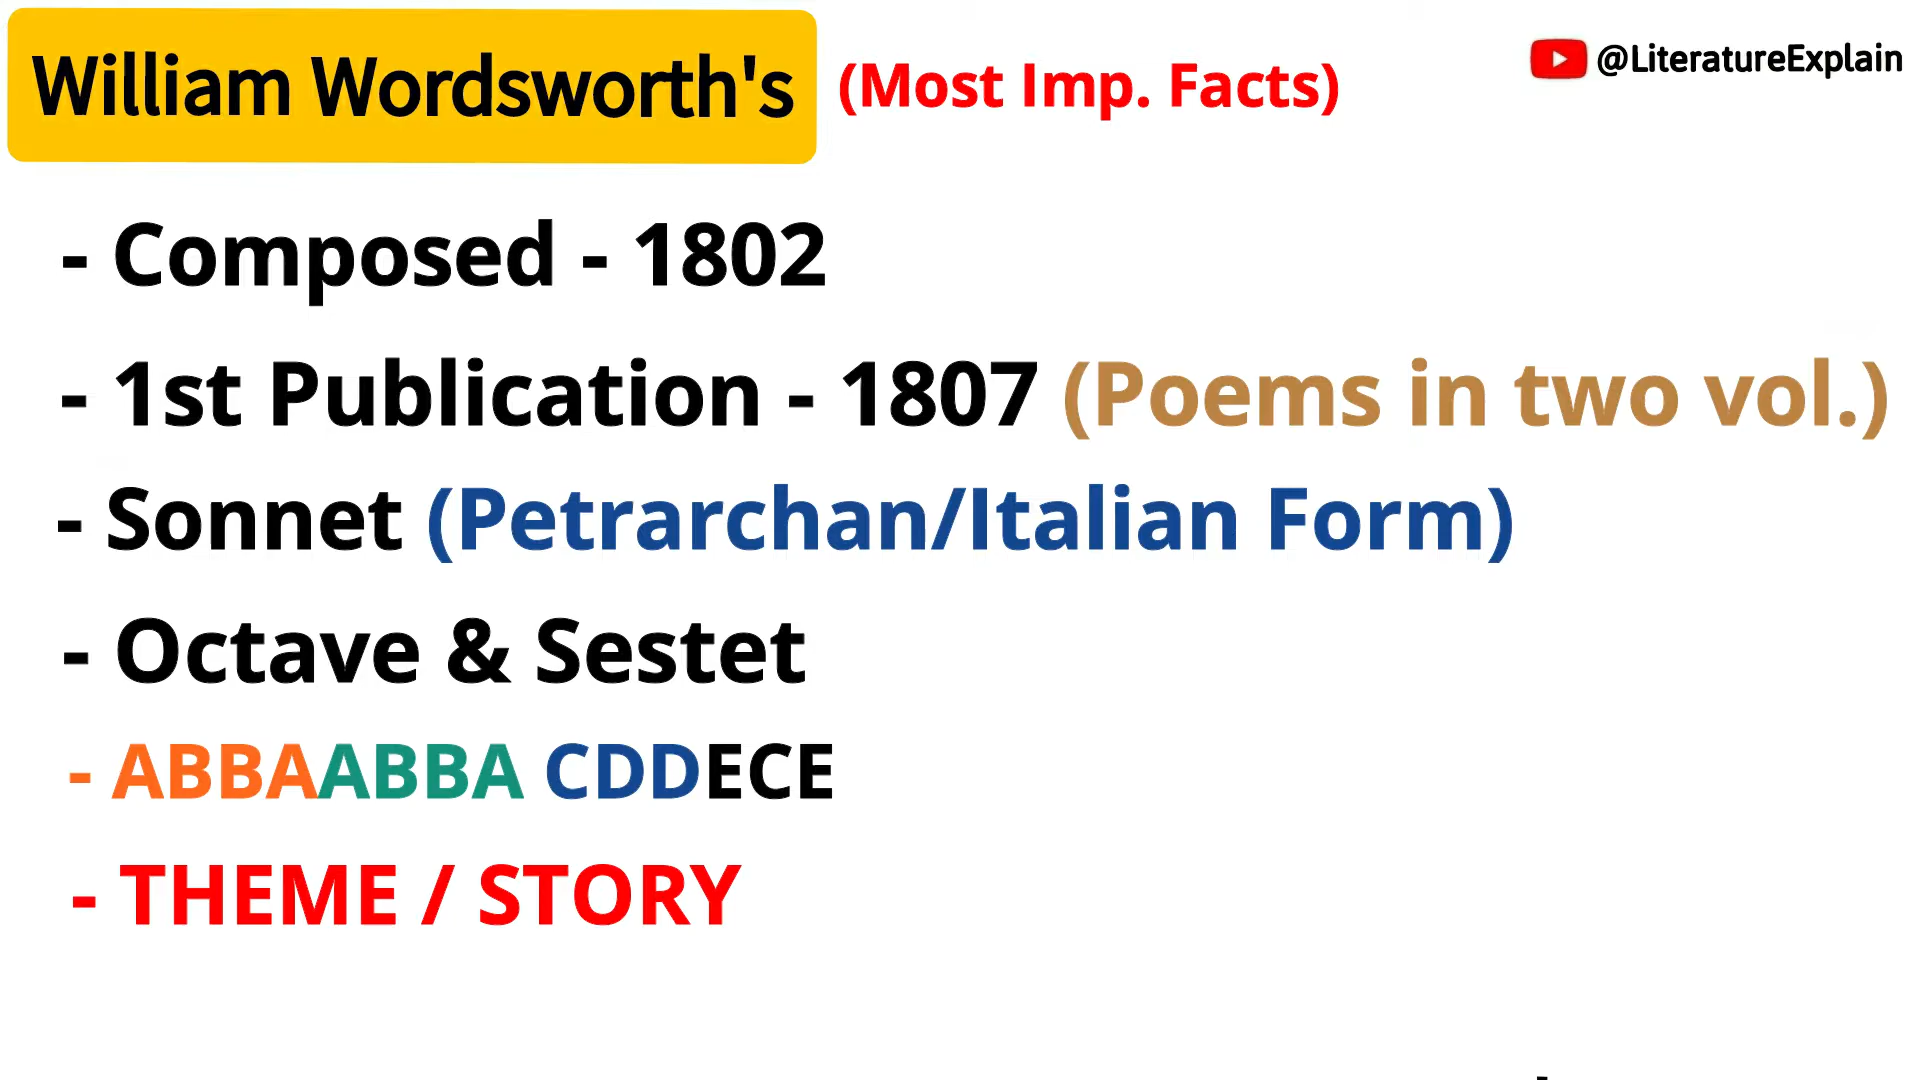 William Wordsworth's (Most Imp. Facts)
@LiteratureExplain
- Composed - 1802
- 1st Publication - 1807 (Poems in two vol.)
- Sonnet (Petrarchan/Italian Form)
- Octave & Sestet
- ABBAABBA CDDECE
- THEME / STORY